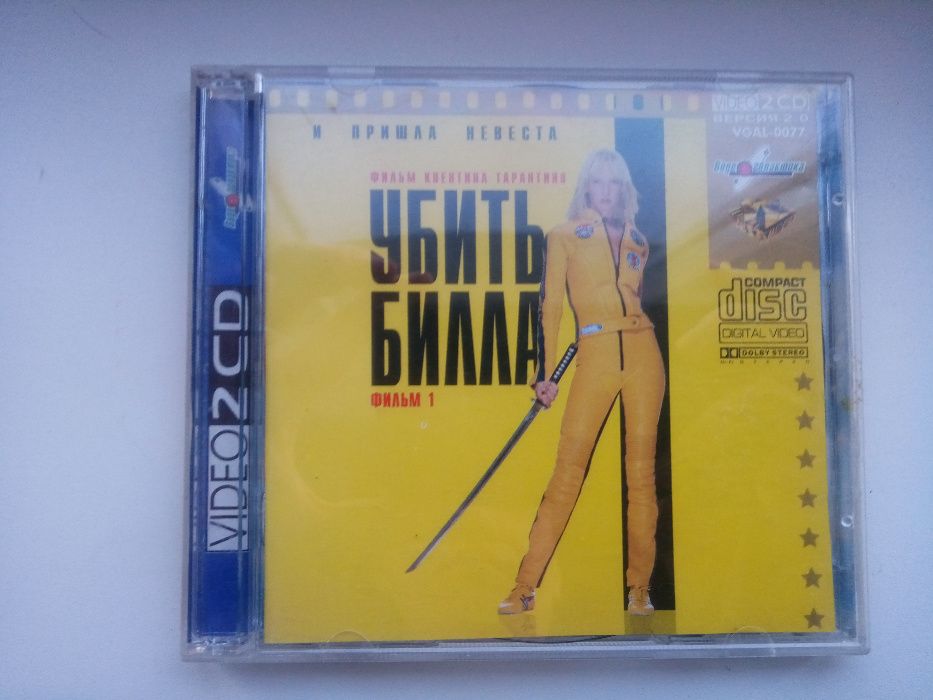 VIDEO 2 CD
ВЕРСИЯ 2.0
VGAL-0077
И ПРИШЛА НЕВЕСТА
ФИЛЬМ КВЕНТИНА ТАРАНТИНО
УБИТЬ
БИЛЛА
ФИЛЬМ 1
COMPACT
disc
DIGITAL VIDEO
DOLBY STEREO
VIDEO 2 CD